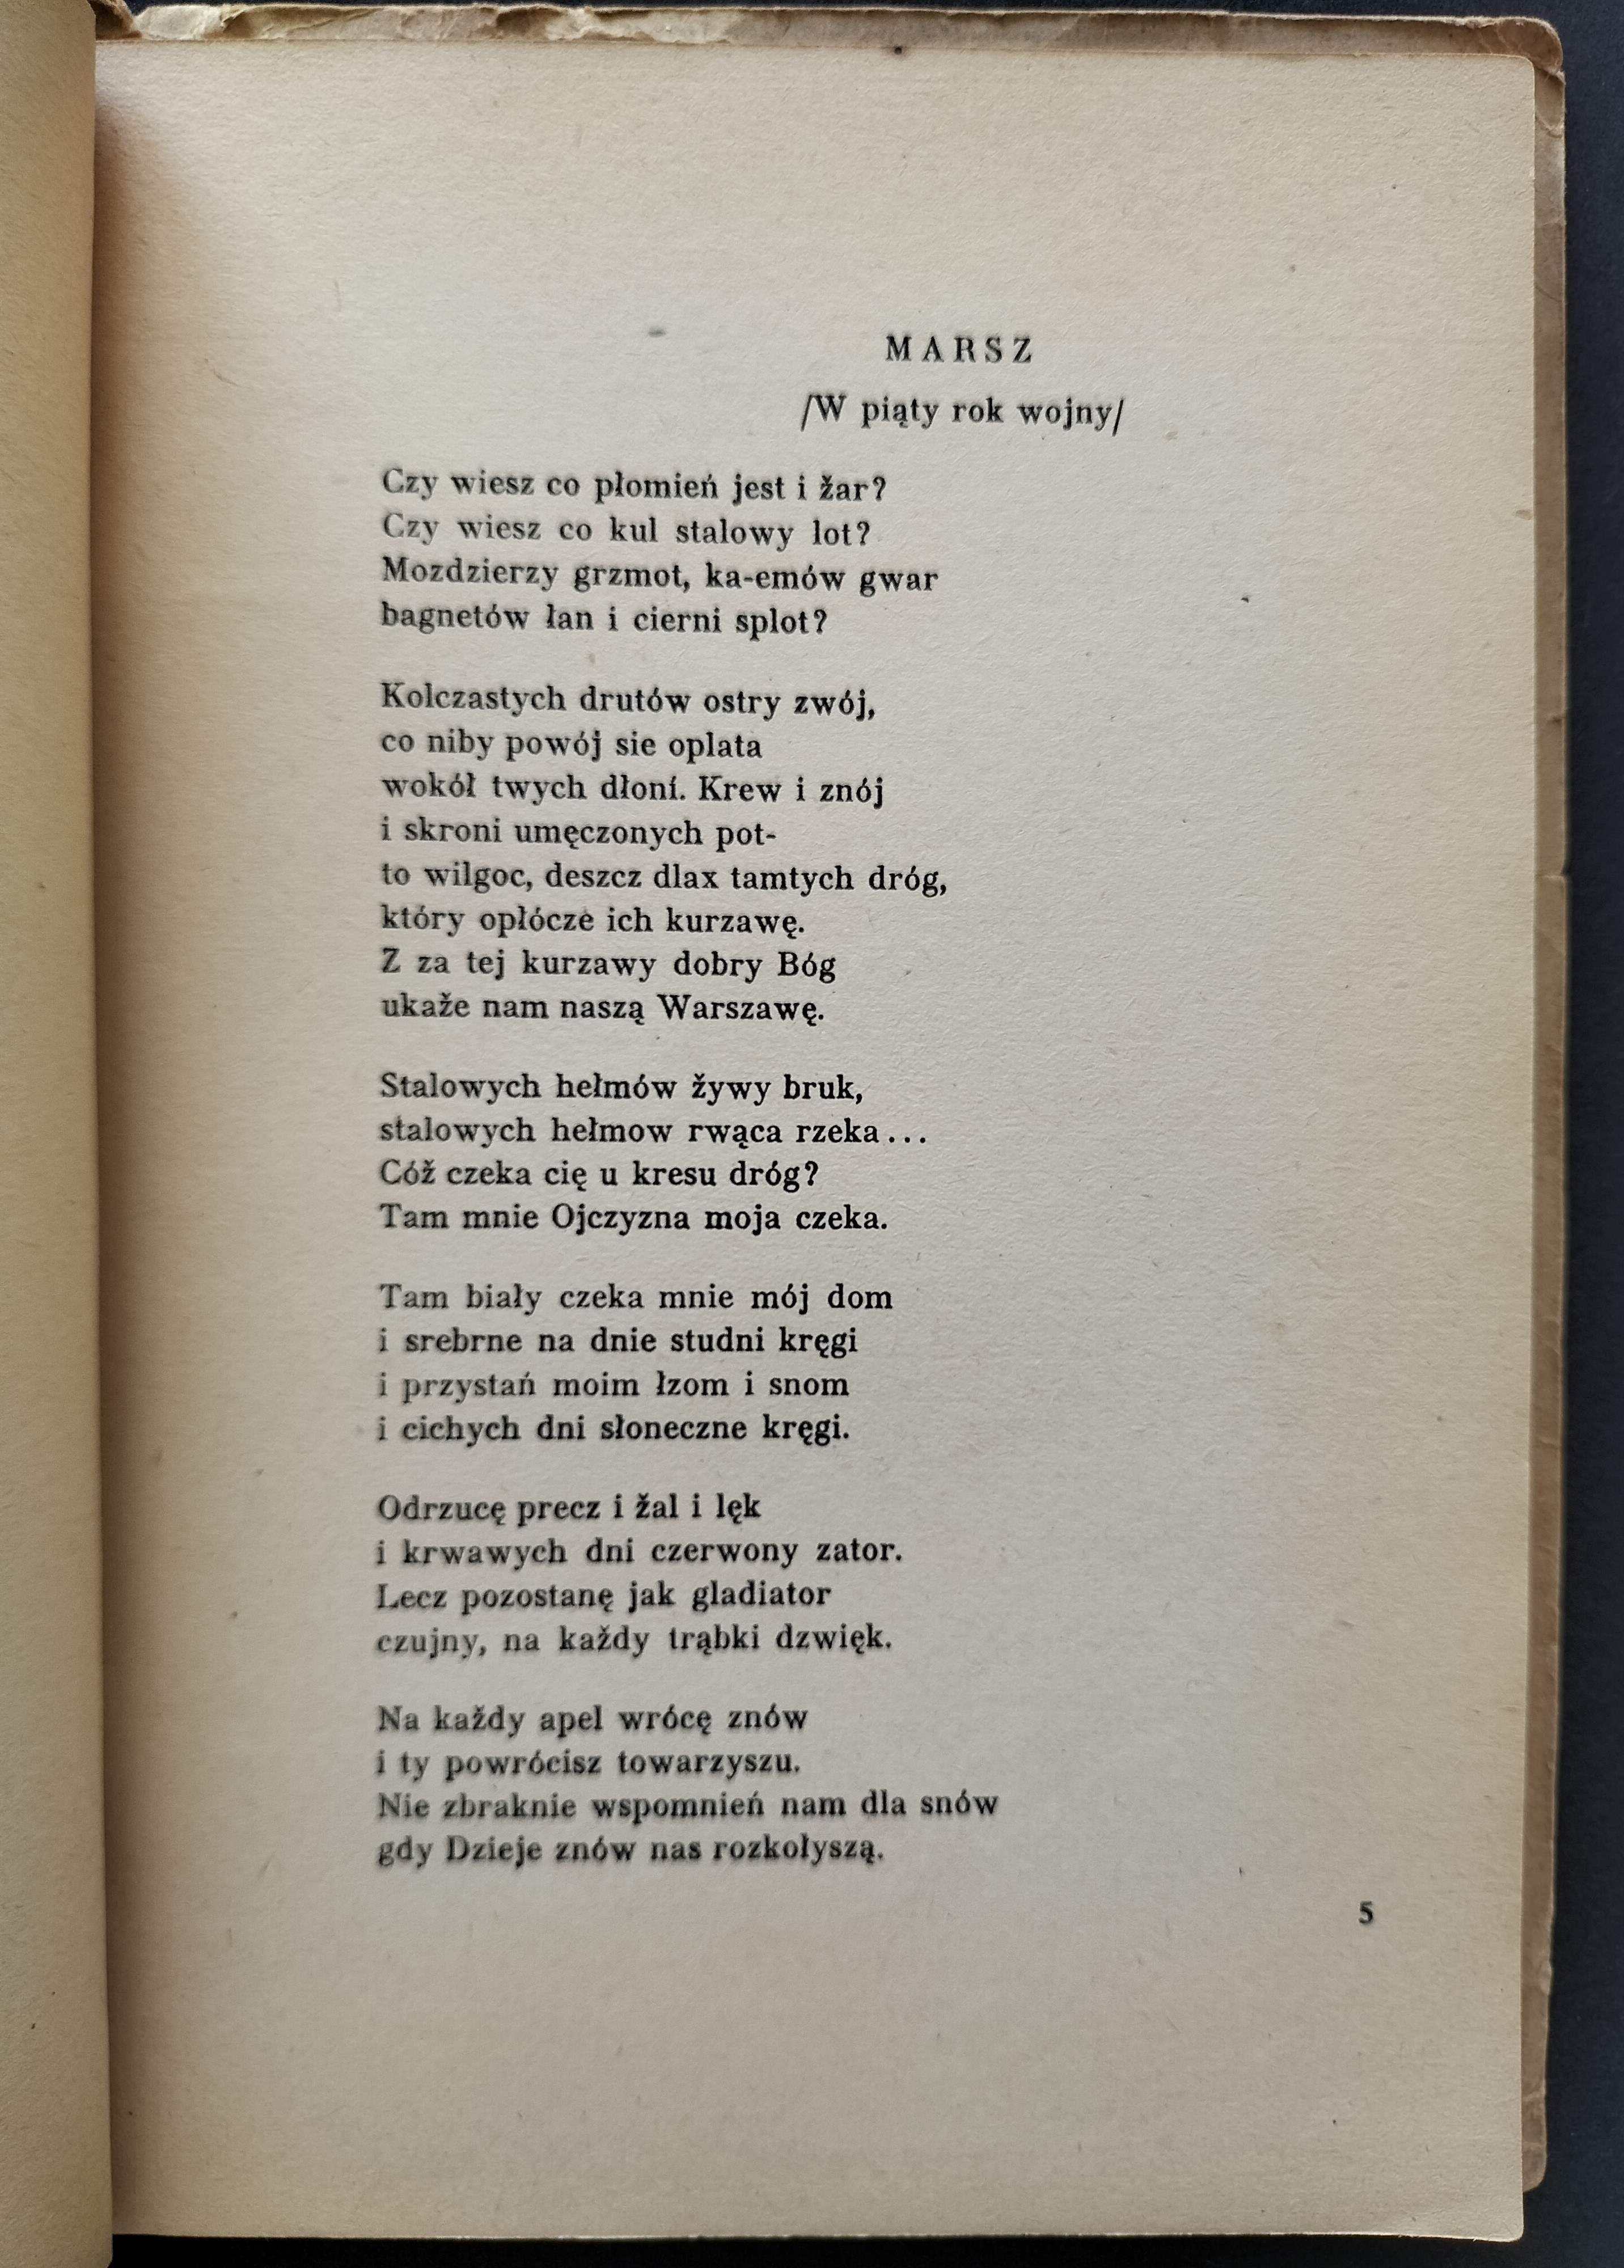 MARSZ
/W piąty rok wojny/
Czy wiesz co płomień jest i žar?
Czy wiesz co kul stalowy lot?
Mozdzierzy grzmot, ka-emów gwar
bagnetów łan i cierni splot?
Kolczastych drutów ostry zwój,
co niby powój sie oplata
wokół twych dłoni. Krew i znój
i skroni umęczonych pot-
to wilgoc, deszcz dlax tamtych dróg,
który opłócze ich kurzawę.
Z za tej kurzawy dobry Bóg
ukaže nam naszą Warszawę.
Stalowych hełmów žywy bruk,
stalowych hełmow rwąca rzeka...
Cóž czeka cię u kresu dróg?
Tam mnie Ojczyzna moja czeka.
Tam biały czeka mnie mój dom
i srebrne na dnie studni kręgi
i przystań moim łzom i snom
i cichych dni słoneczne kręgi.
Odrzucę precz i žal i lęk
i krwawych dni czerwony zator.
Lecz pozostanę jak gladiator
czujny, na każdy trąbki dzwięk.
Na każdy apel wrócę znów
i ty powrócisz towarzyszu.
Nie zbraknie wspomnień nam dla snów
gdy Dzieje znów nas rozkołyszą.
5